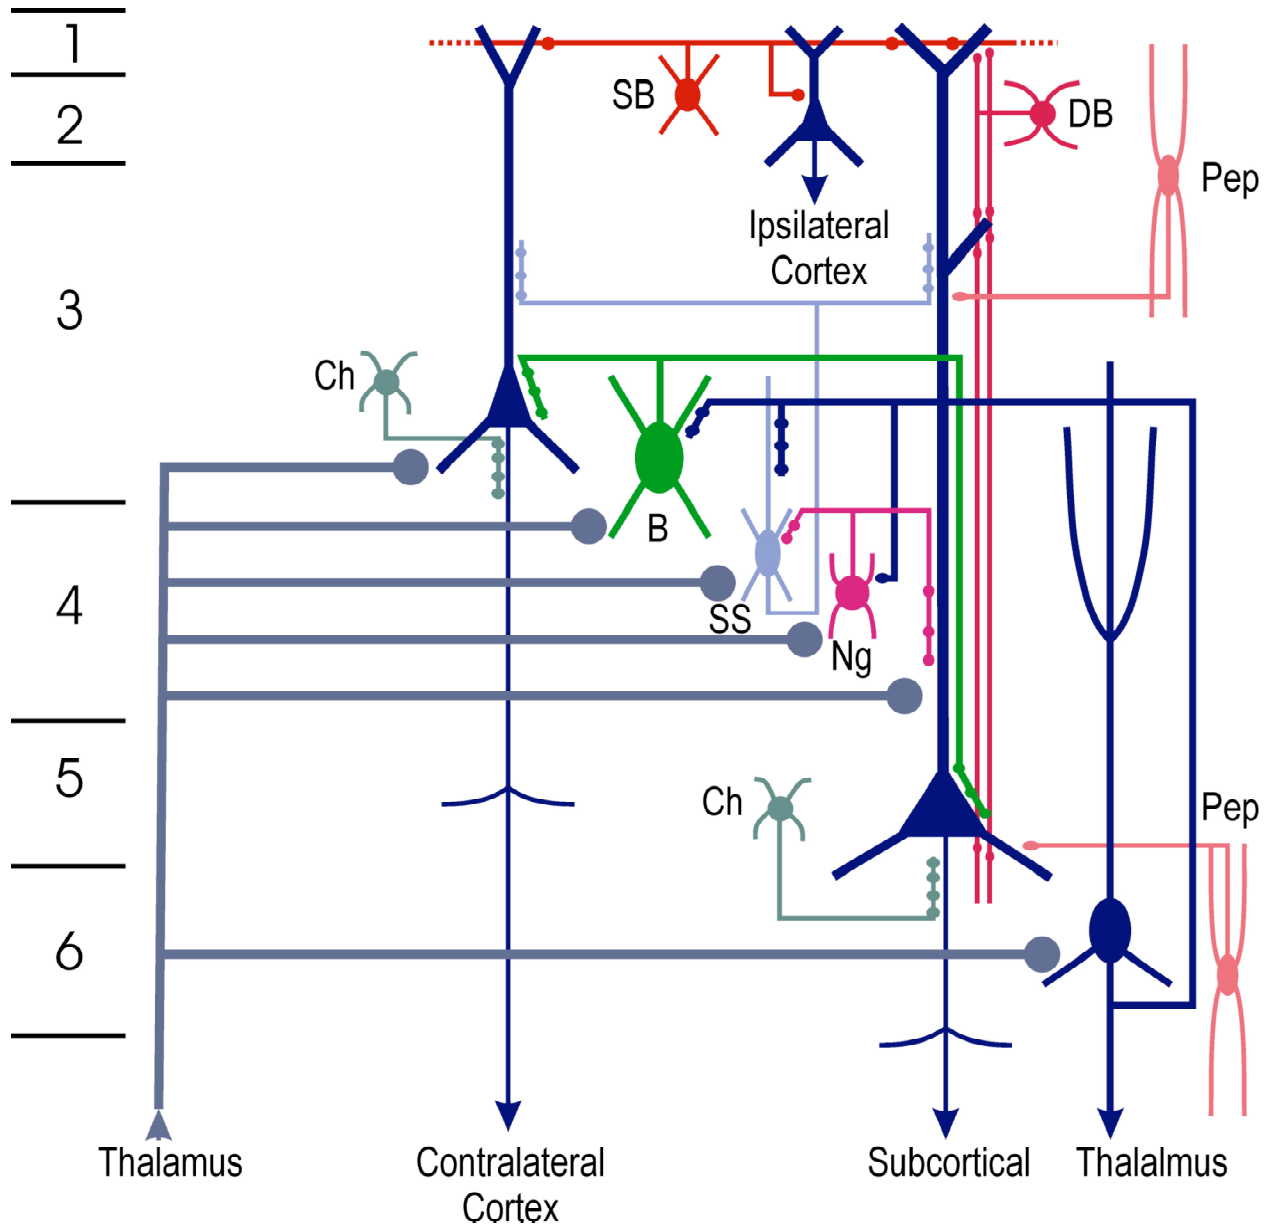 1
SB
DB
2
Pep
Ipsilateral
Cortex
3
Ch
B
4
SS
Ng
5
Ch
Pep
6
Thalamus
Contralateral
Cortex
Subcortical
Thalalmus